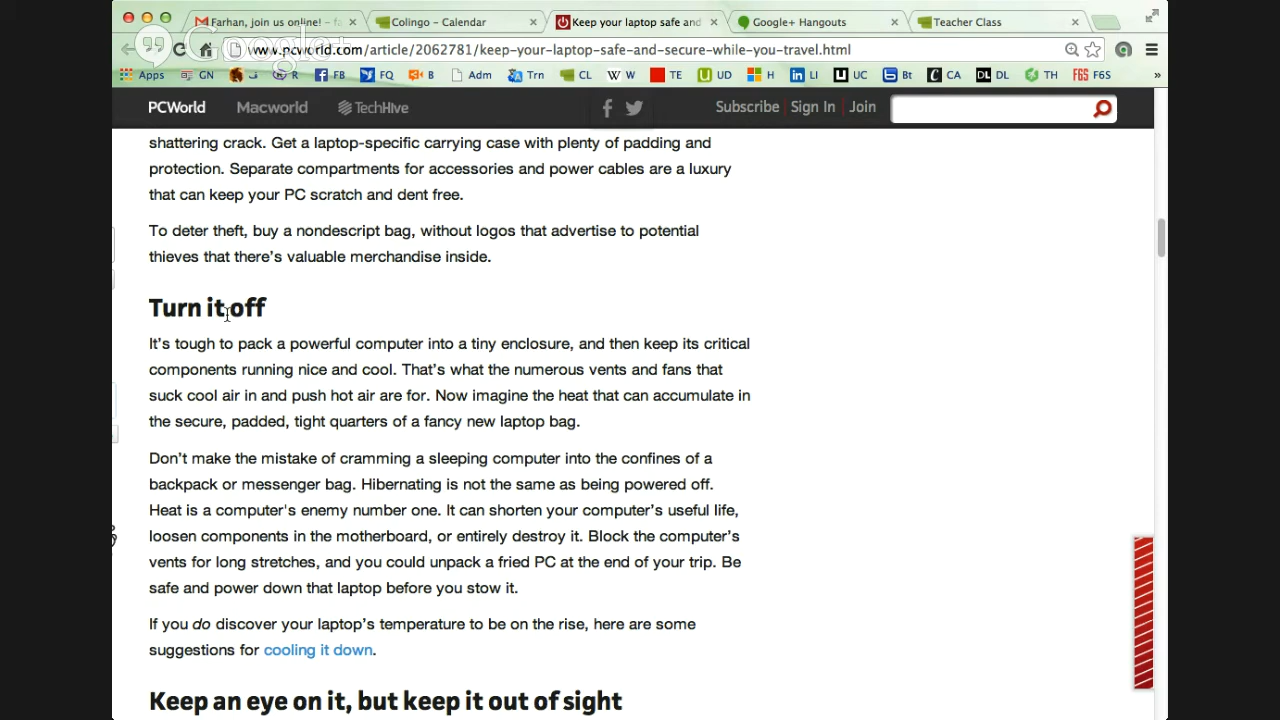 Farhan, join us online! –
Colingo – Calendar
Keep your laptop safe and
Google+ Hangouts
Teacher Class
Google+
www.pcworld.com/article/2062781/keep-your-laptop-safe-and-secure-while-you-travel.html
Apps GN R FB FQ B Adm Trn CL W TE UD H LI UC Bt CA DL TH F6S
PCWorld Macworld TechHive Subscribe Sign In Join
shattering crack. Get a laptop-specific carrying case with plenty of padding and
protection. Separate compartments for accessories and power cables are a luxury
that can keep your PC scratch and dent free.
To deter theft, buy a nondescript bag, without logos that advertise to potential
thieves that there's valuable merchandise inside.
Turn it off
It's tough to pack a powerful computer into a tiny enclosure, and then keep its critical
components running nice and cool. That's what the numerous vents and fans that
suck cool air in and push hot air are for. Now imagine the heat that can accumulate in
the secure, padded, tight quarters of a fancy new laptop bag.
Don't make the mistake of cramming a sleeping computer into the confines of a
backpack or messenger bag. Hibernating is not the same as being powered off.
Heat is a computer's enemy number one. It can shorten your computer's useful life,
loosen components in the motherboard, or entirely destroy it. Block the computer's
vents for long stretches, and you could unpack a fried PC at the end of your trip. Be
safe and power down that laptop before you stow it.
If you do discover your laptop's temperature to be on the rise, here are some
suggestions for cooling it down.
Keep an eye on it, but keep it out of sight